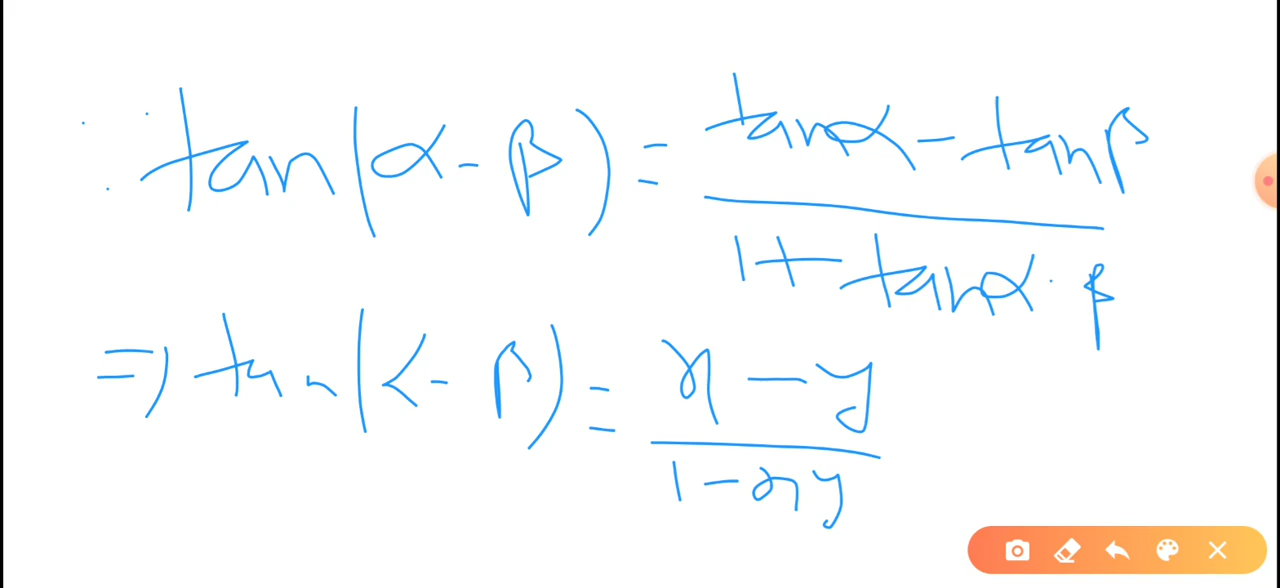 ∴ tan(α - β) = (tanα - tanβ) / (1 + tanα · β)
⇒ tan(α - β) = (x - y) / (1 - xy)